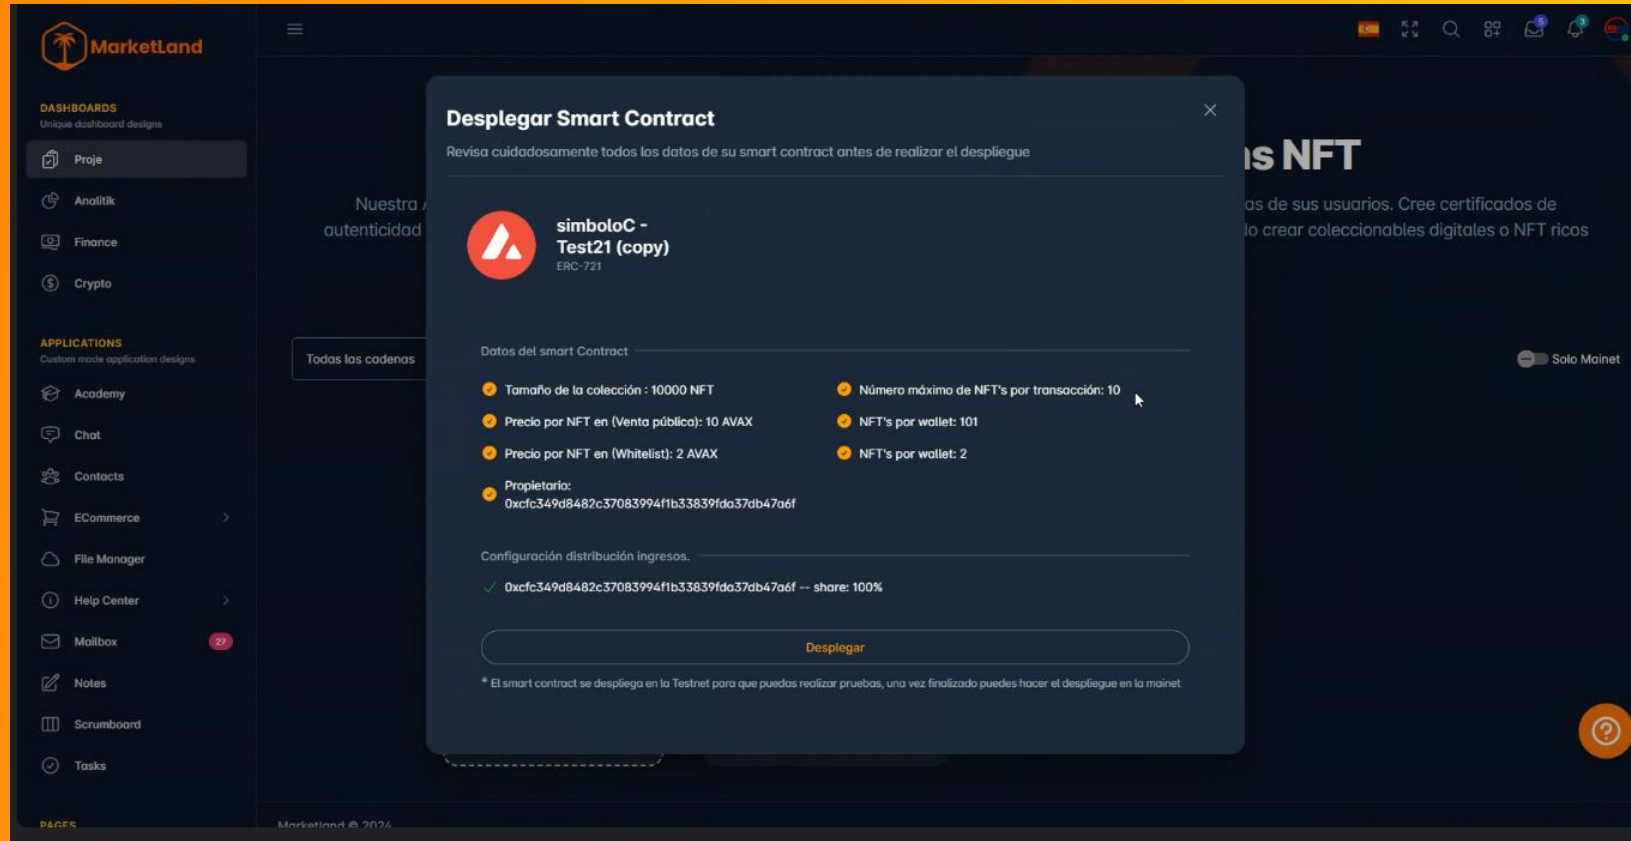 MarketLand
5
3
DASHBOARDS
Unique dashboard designs
Proje
Analitik
Finance
Crypto
APPLICATIONS
Custom made application designs
Academy
Chat
Contacts
ECommerce
File Manager
Help Center
Mailbox
27
Notes
Scrumboard
Tasks
PAGES
NFT
Nuestra
as de sus usuarios. Cree certificados de
autenticidad
lo crear coleccionables digitales o NFT ricos
Todas las cadenas
Solo Mainet
Desplegar Smart Contract
Revisa cuidadosamente todos los datos de su smart contract antes de realizar el despliegue
simboloC -
Test21 (copy)
ERC-721
Datos del smart Contract
Tamaño de la colección : 10000 NFT
Número máximo de NFT's por transacción: 10
Precio por NFT en (Venta pública): 10 AVAX
NFT's por wallet: 101
Precio por NFT en (Whitelist): 2 AVAX
NFT's por wallet: 2
Propietario:
0xcfc349d8482c37083994f1b33839fda37db47a6f
Configuración distribución ingresos.
0xcfc349d8482c37083994f1b33839fda37db47a6f -- share: 100%
Desplegar
* El smart contract se despliega en la Testnet para que puedas realizar pruebas, una vez finalizado puedes hacer el despliegue en la mainet
Marketland © 2024